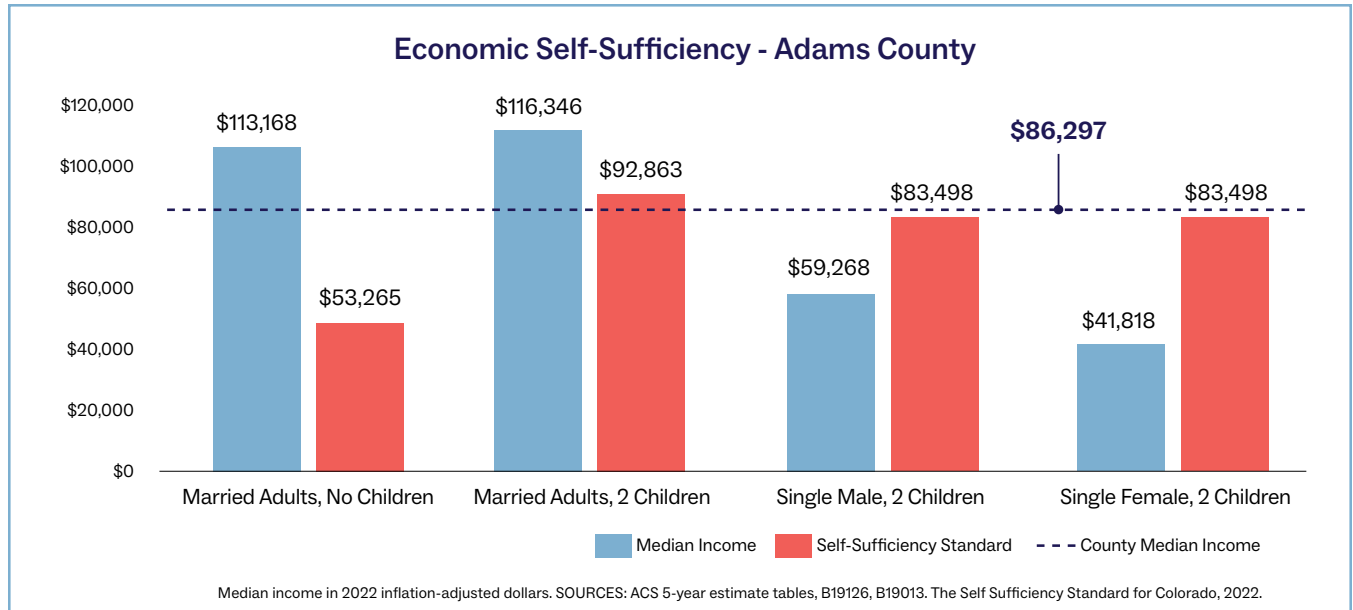 Economic Self-Sufficiency - Adams County
$120,000
$100,000
$80,000
$60,000
$40,000
$20,000
$0
$113,168
$53,265
$116,346
$92,863
$59,268
$83,498
$86,297
$41,818
$83,498
Married Adults, No Children
Married Adults, 2 Children
Single Male, 2 Children
Single Female, 2 Children
Median Income
Self-Sufficiency Standard
County Median Income
Median income in 2022 inflation-adjusted dollars. SOURCES: ACS 5-year estimate tables, B19126, B19013. The Self Sufficiency Standard for Colorado, 2022.